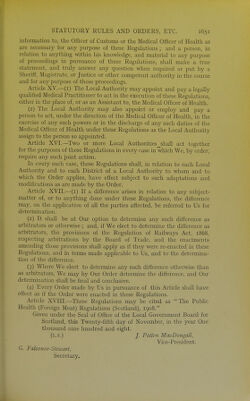 STATUTORY RULES AND ORDERS, ETC. 1651
information to, the Officer of Customs or the Medical Officer of Health as
are necessary for any purpose of these Regulations; and a person, in
relation to anything within his knowledge, and material to any purpose
of proceedings in pursuance of these Regulations, shall make a true
statement, and truly answer any question when required or put by a
Sheriff, Magistrate, or Justice or other competent authority in the course
and for any purpose of these proceedings.
Article XV.—(1) The Local Authority may appoint and pay a legally
qualified Medical Practitioner to act in the execution of these Regulations,
either in the place of, or as an Assistant to, the Medical Officer of Health.
(2) The Local Authority may also appoint or employ and pay a
person to act, under the direction of the Medical Officer of Health, in the
exercise of any such powers or in the discharge of any such duties of the
Medical Officer of Health under these Regulations as the Local Authority
assign to the person so appointed.
Article XVI.—Two or more Local Authorities shall act together
for the purposes of these Regulations in every case in which We, by order,
require any such joint action.
In every such case, these Regulations shall, in relation to each Local
Authority and to each District of a Local Authority to whom and to
which the Order applies, have effect subject to such adaptations and
modifications as are made by the Order.
Article XVII.—(1) If a difference arises in relation to any subject-
matter of, or to anything done under these Regulations, the difference
may, on the application of all the parties affected, be referred to Us for
determination.
(2) It shall be at Our option to determine any such difference as
arbitrators or otherwise; and, if We elect to determine the difference as
arbitrators, the provisions of the Regulation of Railways Act, 1868,
respecting arbitrations by the Board of Trade, and the enactments
amending those provisions shall apply as if they were re-enacted in these
Regulations, and in terms made applicable to Us, and to the determina-
tion of the difference.
(3) Where We elect to determine any such difference otherwise than
as arbitrators, We may by Our Order determine the difference, and Our
determination shall be final and conclusive.
(4) Every Order made by Us in pursuance of this Article shall have
effect as if the Order were enacted in these Regulations.
Article XVIII.—These Regulations may be cited as "The Public
Health (Foreign Meat) Regulations (Scotland), 1908."
Given under the Seal of Office of the Local Government Board for
Scotland, this Twenty-fifth day of November, in the year One
thousand nine hundred and eight.
(L.S.) J. Patten MacDougall,
Vice-President.
G. Falconar-Stewart,
Secretary.